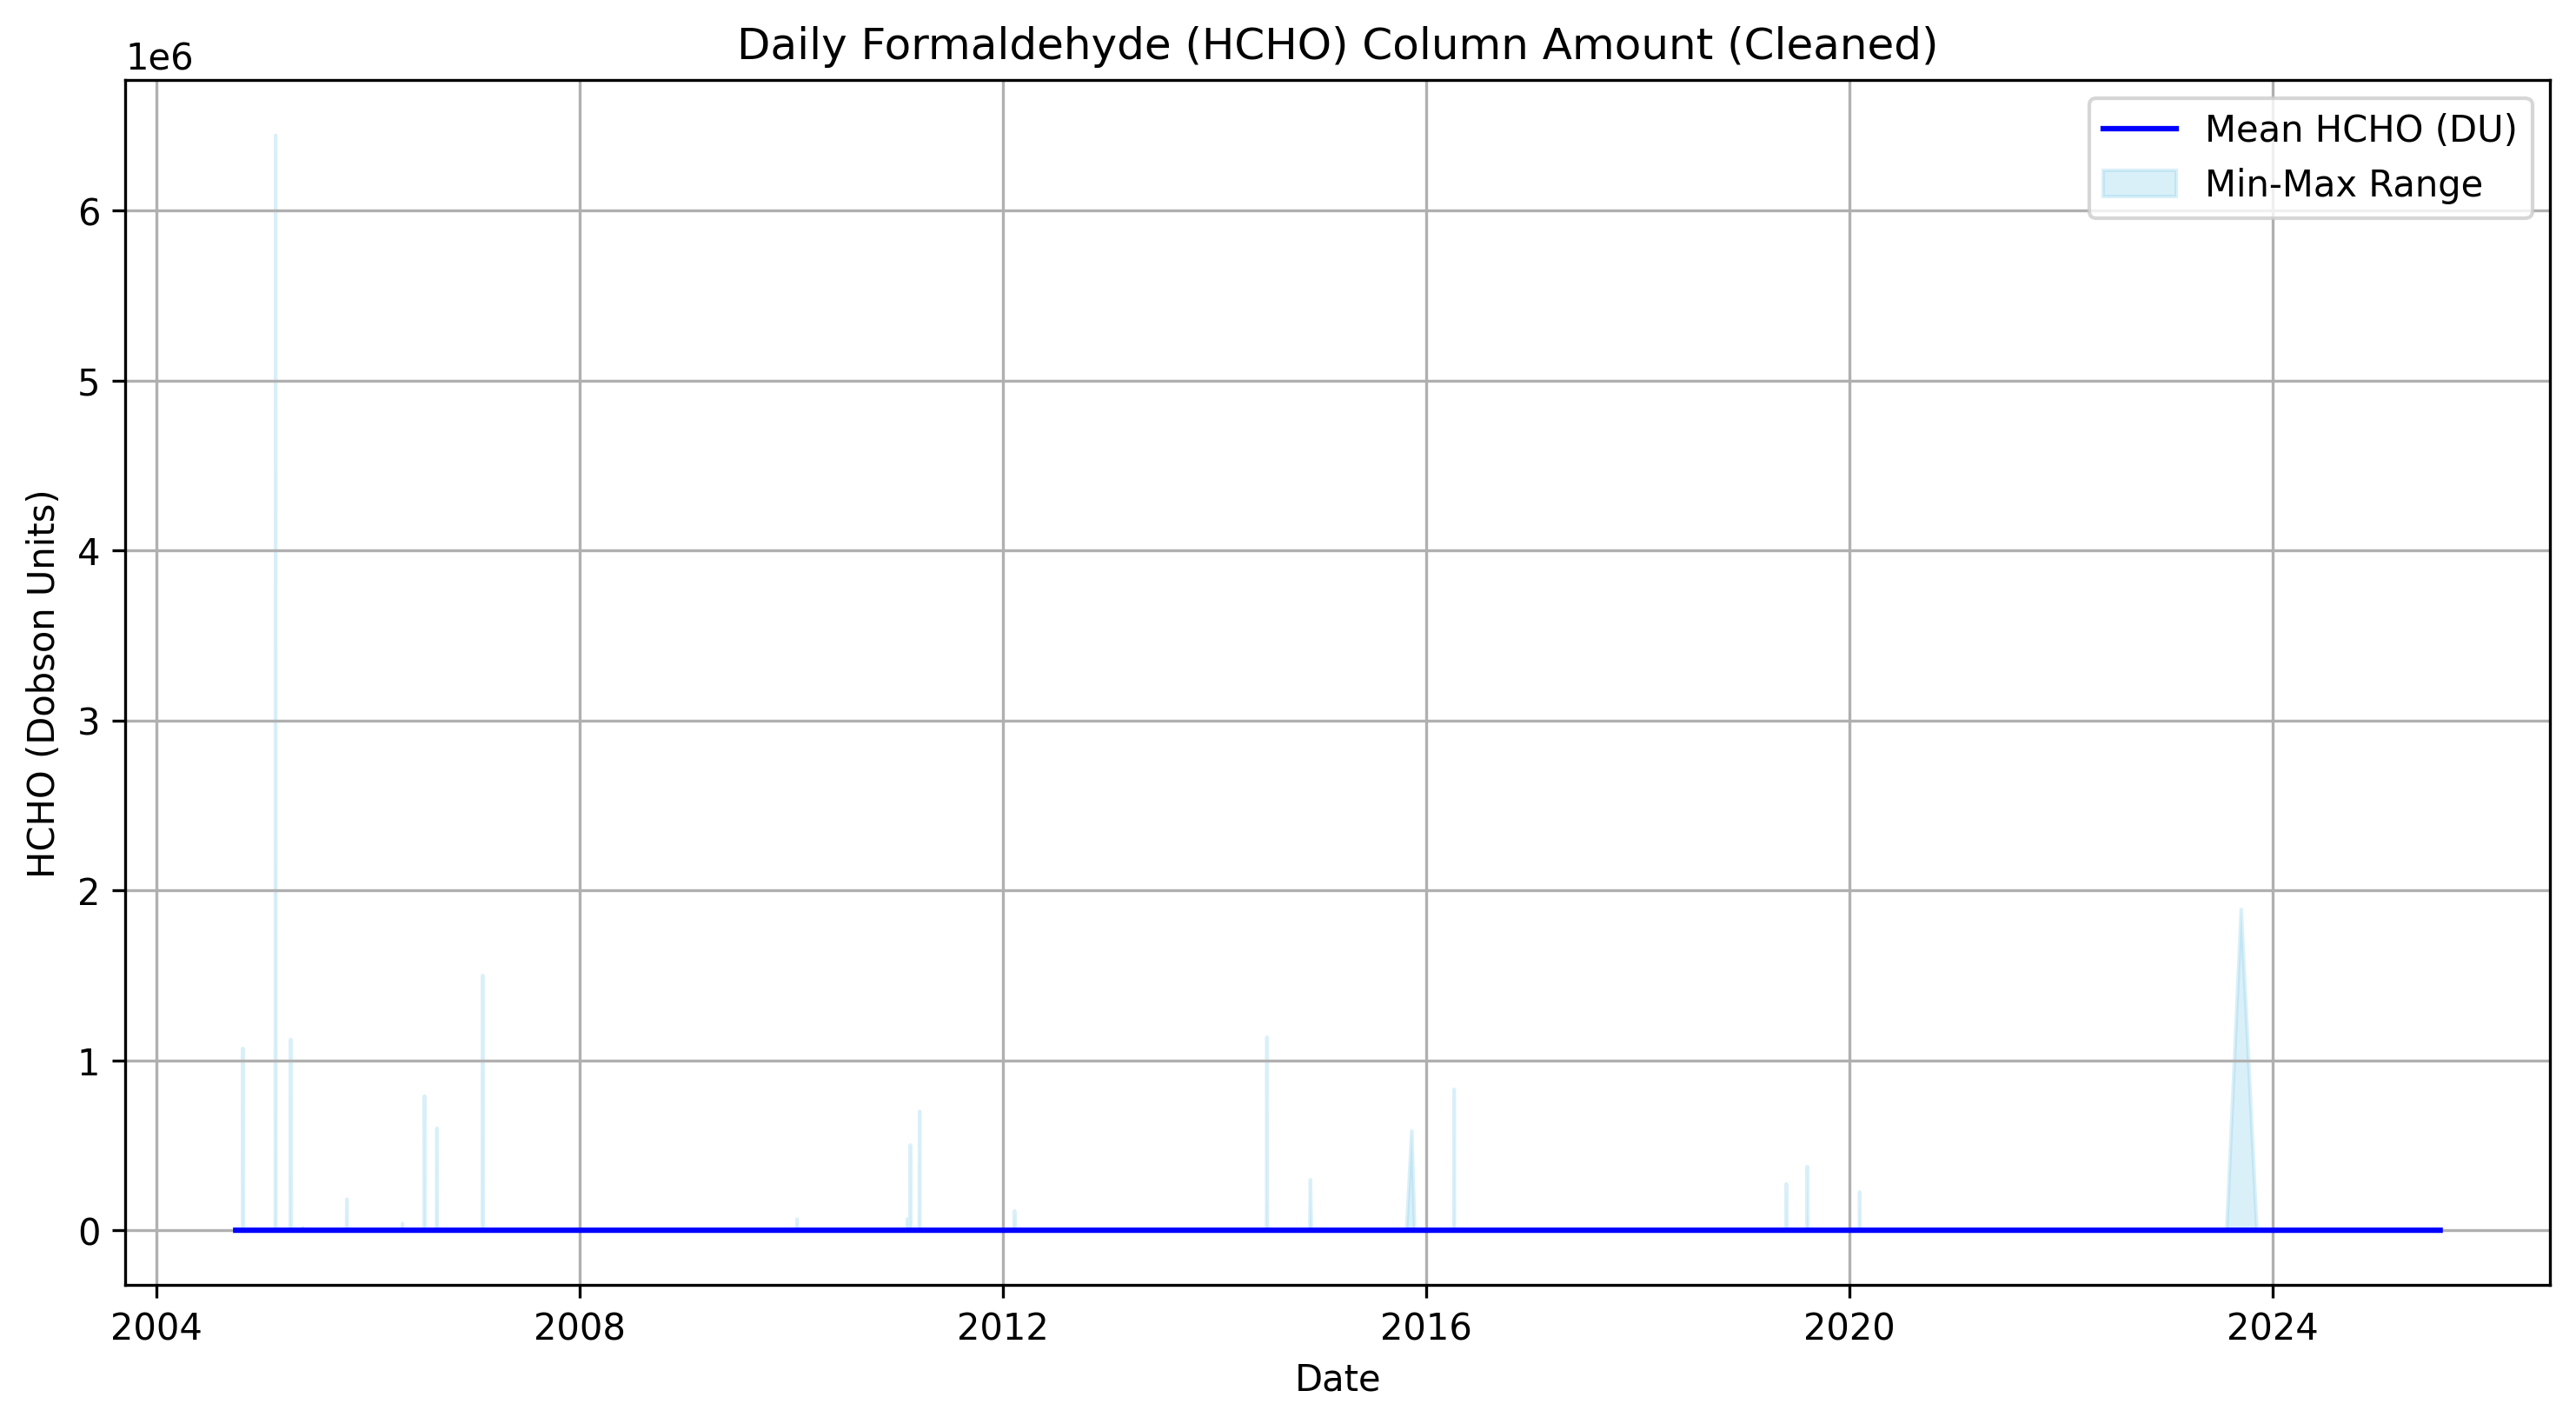 Daily Formaldehyde (HCHO) Column Amount (Cleaned)
1e6
Mean HCHO (DU)
Min-Max Range
HCHO (Dobson Units)
6
5
4
3
2
1
0
2004 2008 2012 2016 2020 2024
Date